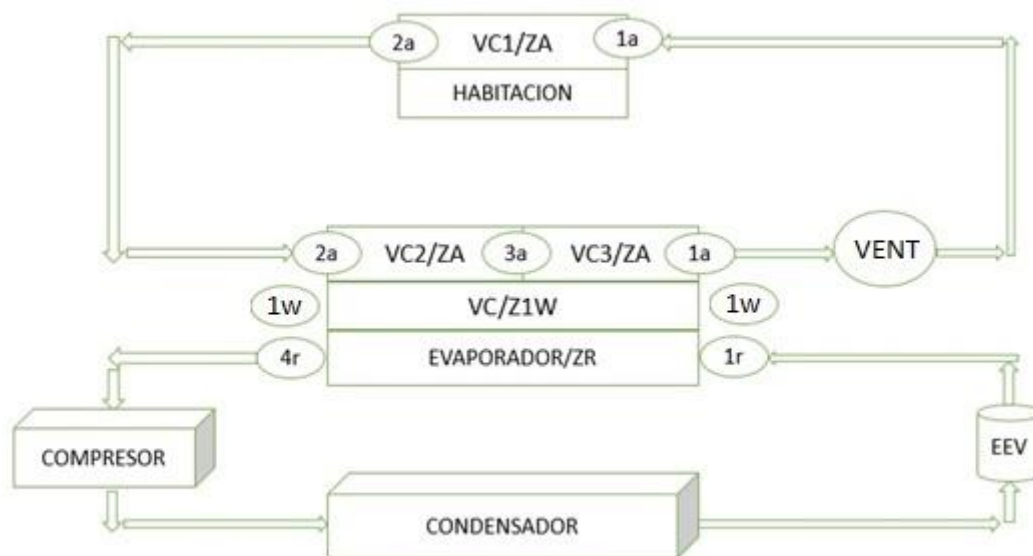 2a
VC1/ZA
1a
HABITACION
2a
VC2/ZA
3a
VC3/ZA
1a
VENT
1w
VC/Z1W
1w
4r
EVAPORADOR/ZR
1r
COMPRESOR
EEV
CONDENSADOR